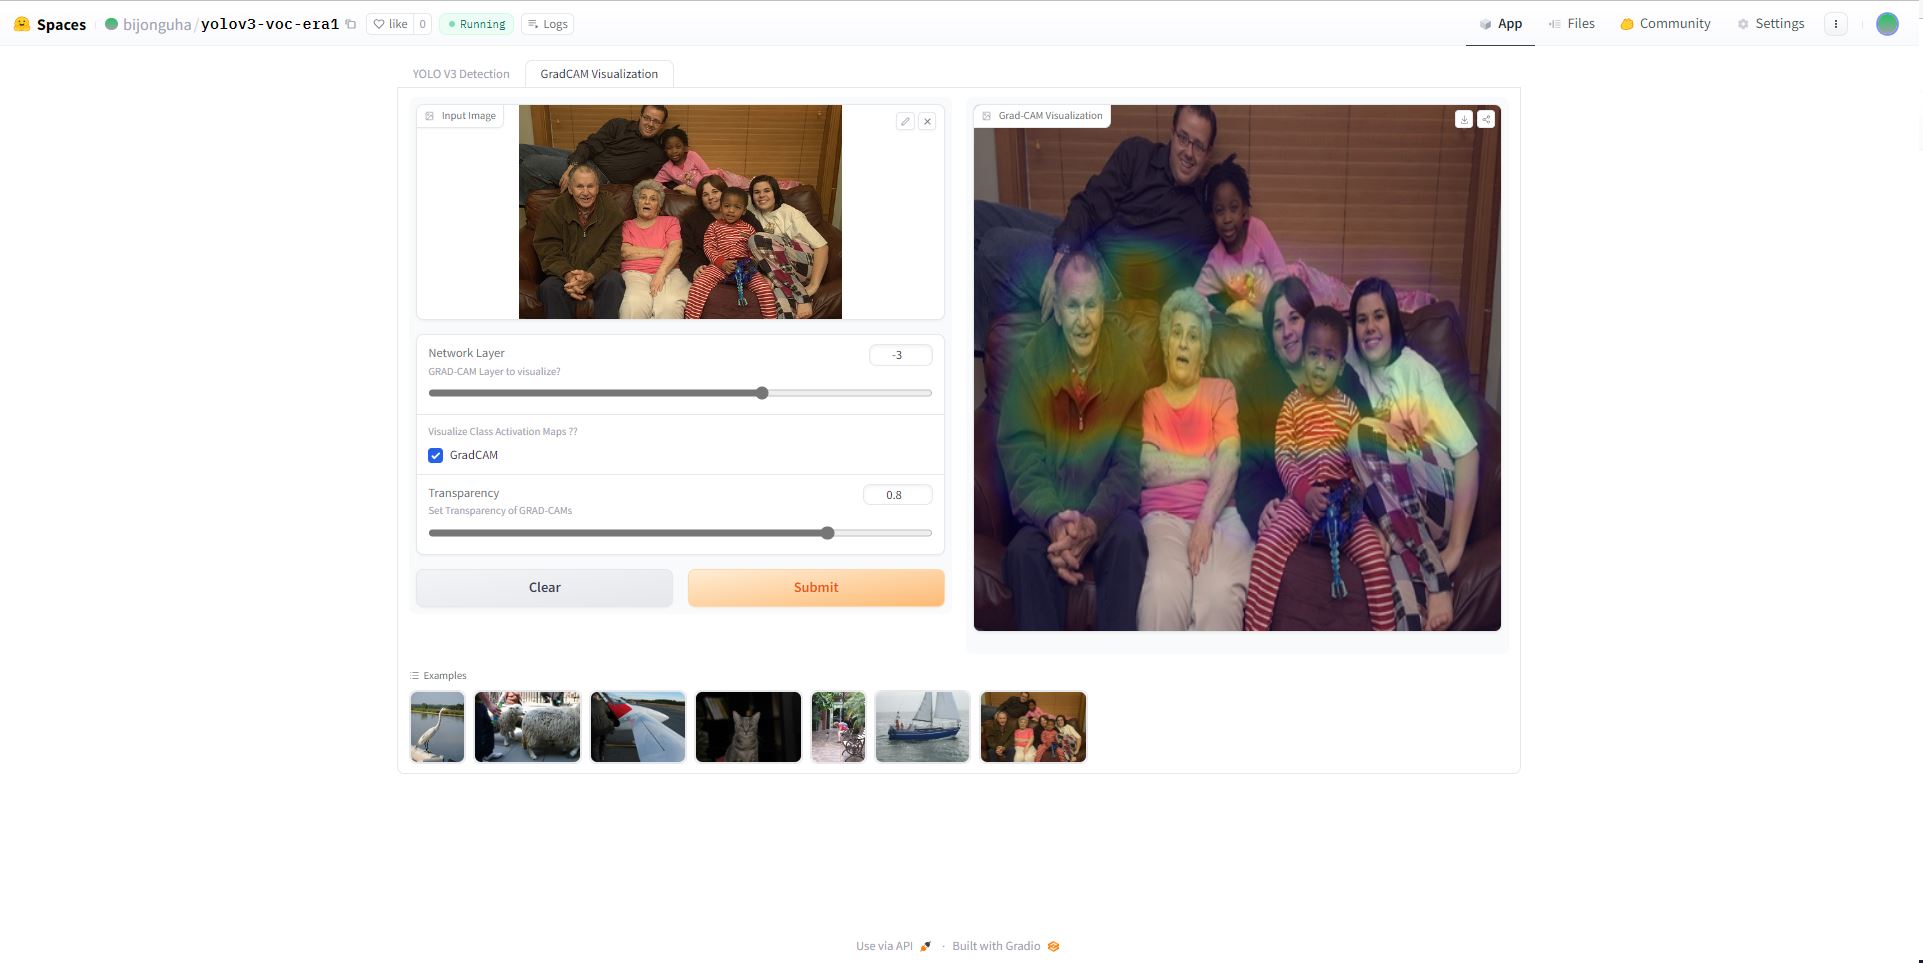 Spaces bijonguha/yolov3-voc-era1 like 0 Running Logs App Files Community Settings
YOLO V3 Detection GradCAM Visualization
Input Image
Grad-CAM Visualization
Network Layer -3
GRAD-CAM Layer to visualize?
Visualize Class Activation Maps ??
GradCAM
Transparency 0.8
Set Transparency of GRAD-CAMs
Clear Submit
Examples
Use via API · Built with Gradio